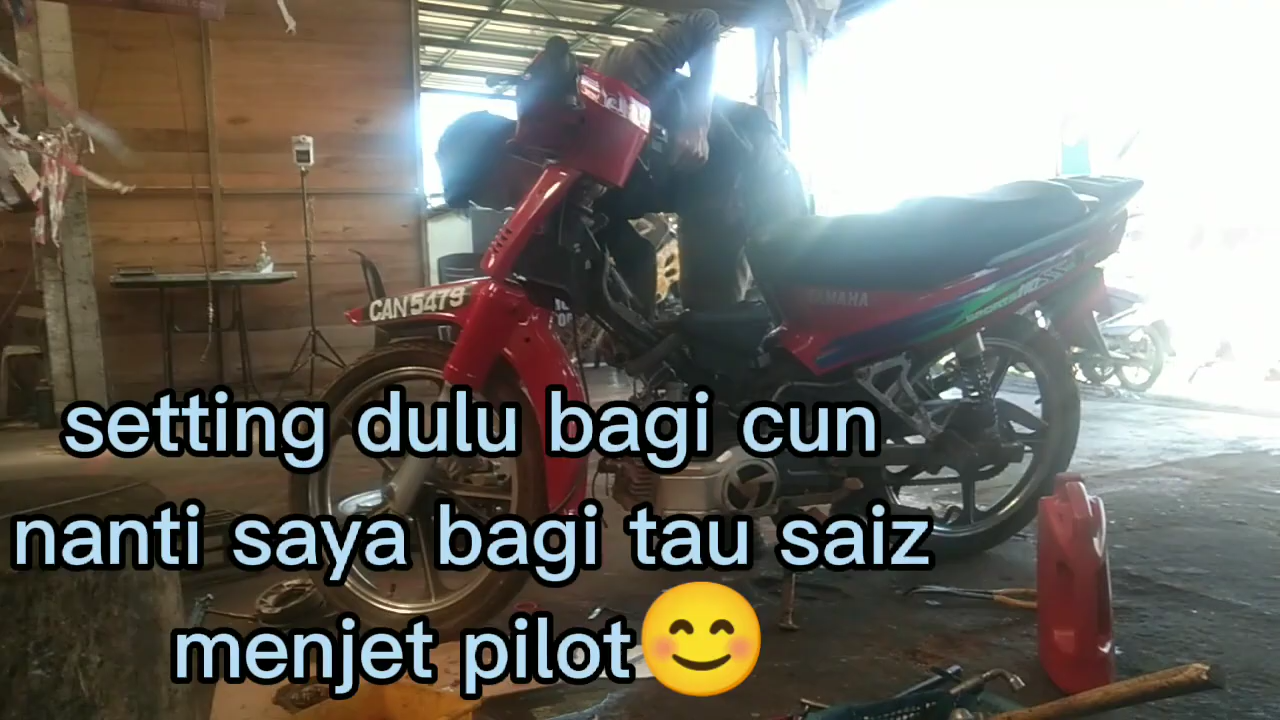 CAN 5479
YAMAHA
setting dulu bagi cun
nanti saya bagi tau saiz
menjet pilot😊